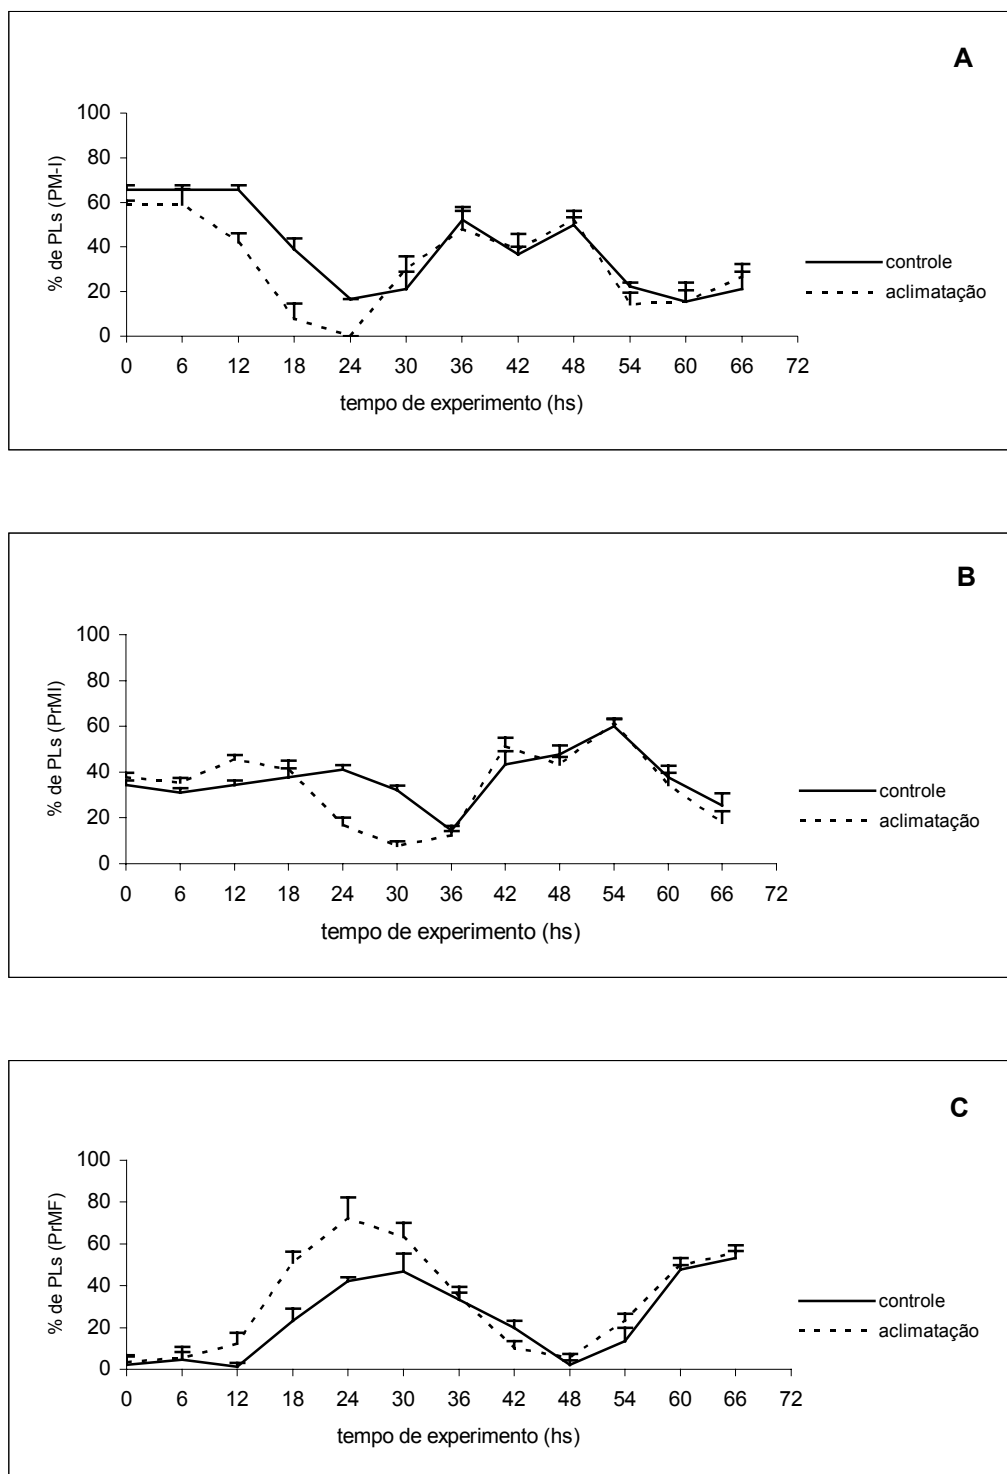 A
% de PLs (PM-I)
100
80
60
40
20
0
0 6 12 18 24 30 36 42 48 54 60 66 72
tempo de experimento (hs)
controle
aclimatação
B
% de PLs (PrMI)
100
80
60
40
20
0
0 6 12 18 24 30 36 42 48 54 60 66 72
tempo de experimento (hs)
controle
aclimatação
C
% de PLs (PrMF)
100
80
60
40
20
0
0 6 12 18 24 30 36 42 48 54 60 66 72
tempo de experimento (hs)
controle
aclimatação